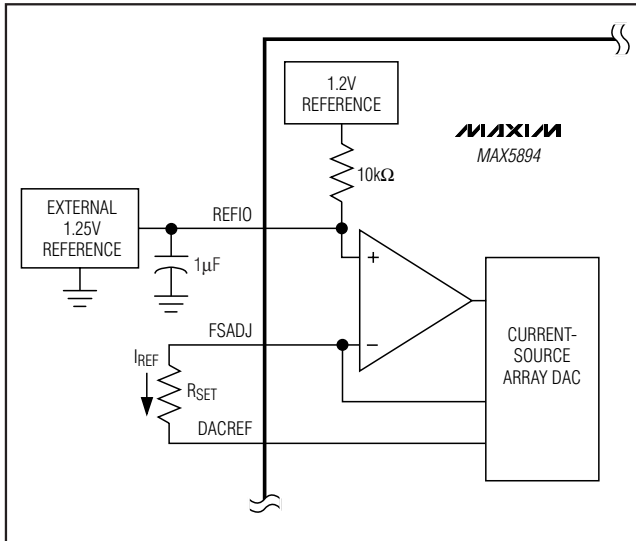 1.2V
REFERENCE
MAXIM
MAX5894
10kΩ
EXTERNAL
1.25V
REFERENCE
REFIO
1μF
+
−
FSADJ
IREF
RSET
DACREF
CURRENT-
SOURCE
ARRAY DAC